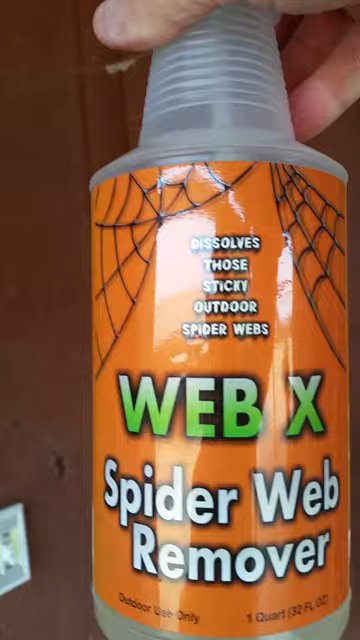 DISSOLVES
THOSE
STICKY
OUTDOOR
SPIDER WEBS
WEB X
Spider Web
Remover
Outdoor Use Only
1 Quart (32 FL OZ)